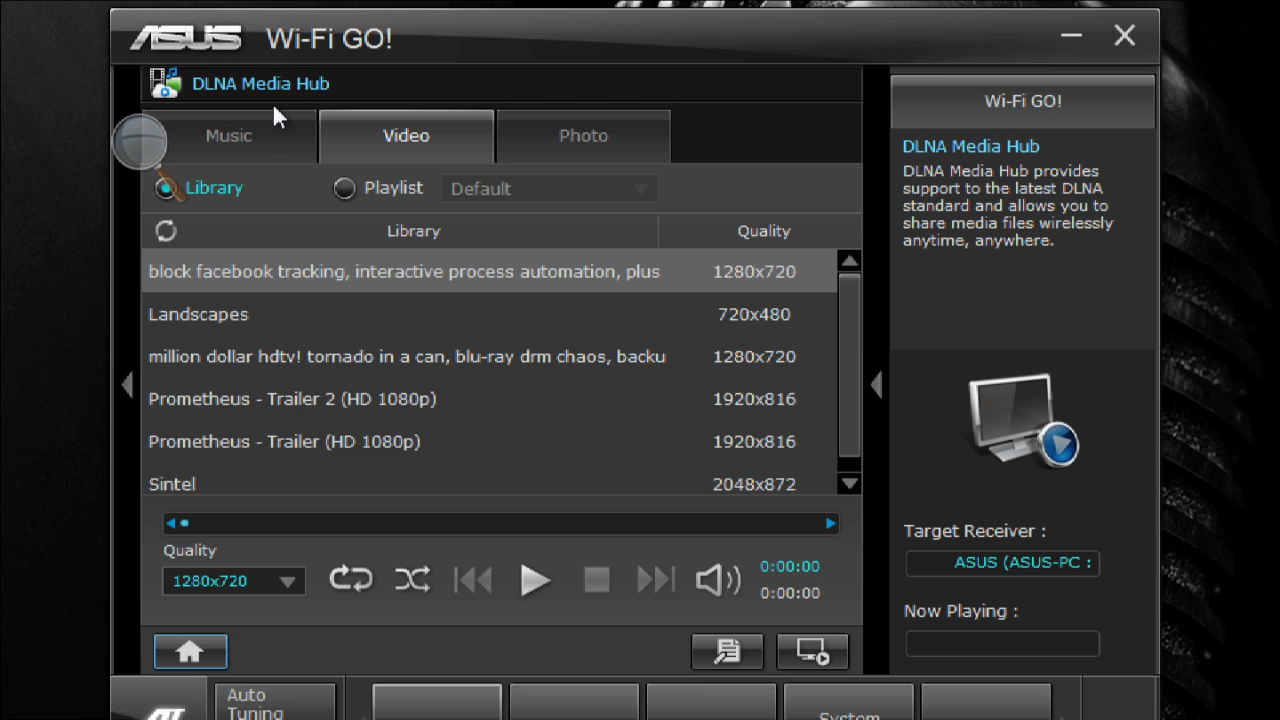 ASUS Wi-Fi GO!
DLNA Media Hub
Music Video Photo
Library Playlist Default
Library Quality
block facebook tracking, interactive process automation, plus 1280x720
Landscapes 720x480
million dollar hdtv! tornado in a can, blu-ray drm chaos, backu 1280x720
Prometheus - Trailer 2 (HD 1080p) 1920x816
Prometheus - Trailer (HD 1080p) 1920x816
Sintel 2048x872
Quality
1280x720
0:00:00
0:00:00
Wi-Fi GO!
DLNA Media Hub
DLNA Media Hub provides
support to the latest DLNA
standard and allows you to
share media files wirelessly
anytime, anywhere.
Target Receiver :
ASUS (ASUS-PC :
Now Playing :
Auto
Tuning
System